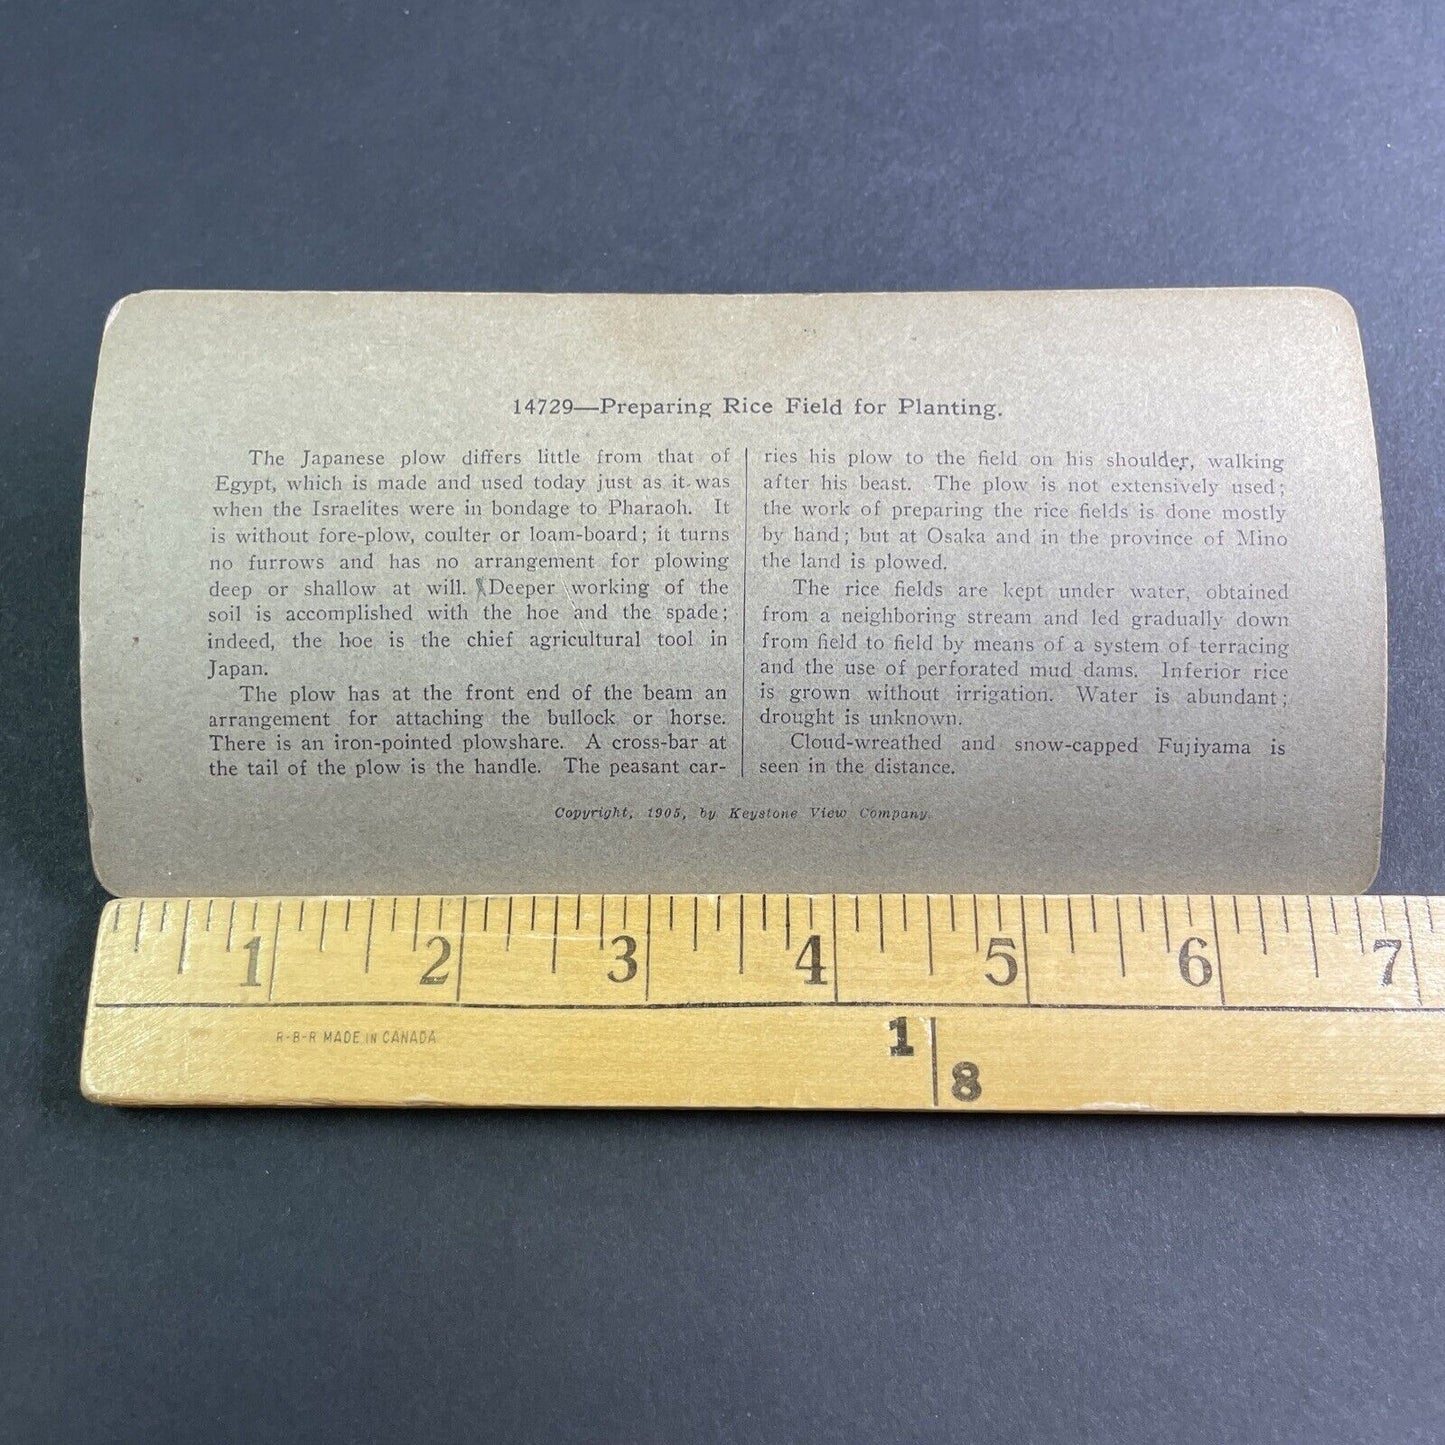 14729—Preparing Rice Field for Planting.
The Japanese plow differs little from that of
Egypt, which is made and used today just as it was
when the Israelites were in bondage to Pharaoh. It
is without fore-plow, coulter or loam-board; it turns
no furrows and has no arrangement for plowing
deep or shallow at will. Deeper working of the
soil is accomplished with the hoe and the spade;
indeed, the hoe is the chief agricultural tool in
Japan.
The plow has at the front end of the beam an
arrangement for attaching the bullock or horse.
There is an iron-pointed plowshare. A cross-bar at
the tail of the plow is the handle. The peasant car-
ries his plow to the field on his shoulder, walking
after his beast. The plow is not extensively used;
the work of preparing the rice fields is done mostly
by hand; but at Osaka and in the province of Mino
the land is plowed.
The rice fields are kept under water, obtained
from a neighboring stream and led gradually down
from field to field by means of a system of terracing
and the use of perforated mud dams. Inferior rice
is grown without irrigation. Water is abundant;
drought is unknown.
Cloud-wreathed and snow-capped Fujiyama is
seen in the distance.
Copyright, 1905, by Keystone View Company.
1 2 3 4 5 6 7
R-B-R MADE IN CANADA
1
8